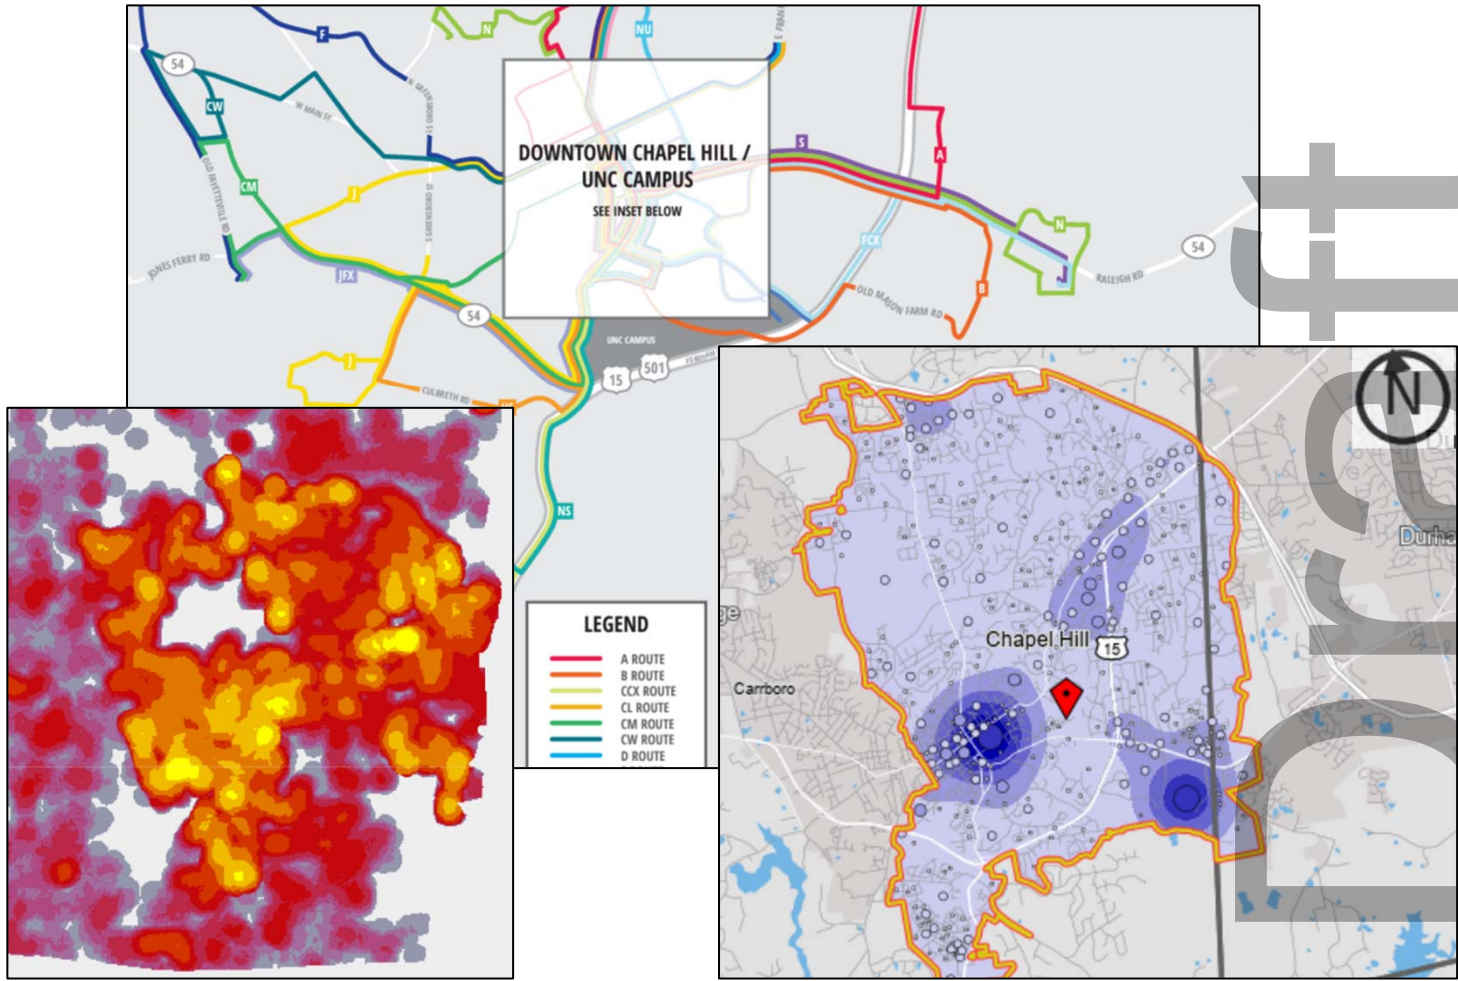 F
N
NU
E FRAN
54
CW
W MAIN ST
N GREENSBORO ST
DOWNTOWN CHAPEL HILL /
UNC CAMPUS
SEE INSET BELOW
S
A
OLD FAYETTEVILLE RD
CM
J
S GREENSBORO ST
FCX
N
54
JONES FERRY RD
JFX
B
RALEIGH RD
OLD MASON FARM RD
54
UNC CAMPUS
J
15
501
CULBRETH RD
NS
LEGEND
A ROUTE
B ROUTE
CCX ROUTE
CL ROUTE
CM ROUTE
CW ROUTE
D ROUTE
N
Du
Durha
ge
Chapel Hill
15
Carrboro
Draft